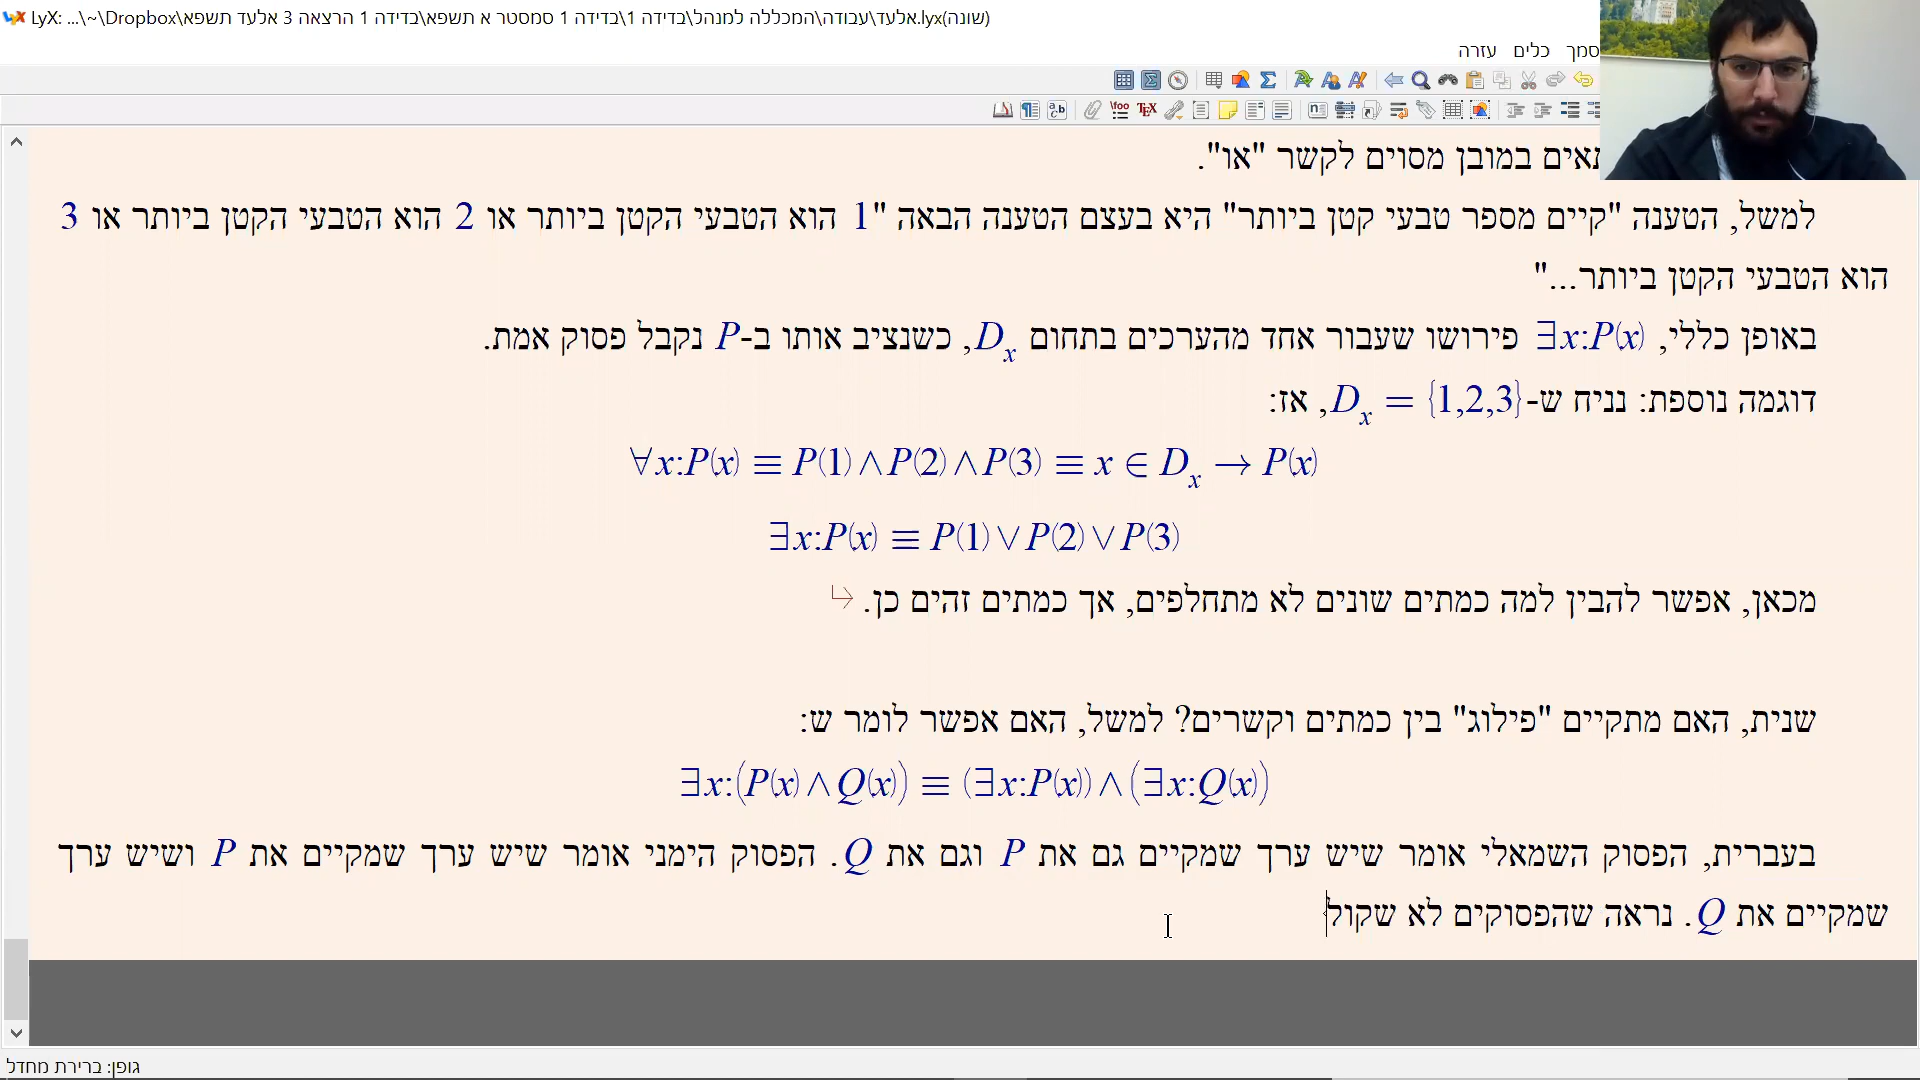 LyX: ...\~\Dropbox\אלעד\עבודה\המכללה למנהל\בדידה 1\בדידה 1 סמסטר א תשפא\בדידה 1 הרצאה 3 אלעד תשפא.lyx(שונה)
סמך כלים עזרה
תאים במובן מסוים לקשר "או".
למשל, הטענה "קיים מספר טבעי קטן ביותר" היא בעצם הטענה הבאה "1 הוא הטבעי הקטן ביותר או 2 הוא הטבעי הקטן ביותר או 3
הוא הטבעי הקטן ביותר..."
באופן כללי, ∃x:P(x) פירושו שעבור אחד מהערכים בתחום D_x, כשנציב אותו ב-P נקבל פסוק אמת.
דוגמה נוספת: נניח ש-D_x = {1,2,3}, אז:
∀x:P(x) ≡ P(1)∧P(2)∧P(3) ≡ x ∈ D_x → P(x)
∃x:P(x) ≡ P(1)∨P(2)∨P(3)
מכאן, אפשר להבין למה כמתים שונים לא מתחלפים, אך כמתים זהים כן.
שנית, האם מתקיים "פילוג" בין כמתים וקשרים? למשל, האם אפשר לומר ש:
∃x:(P(x)∧Q(x)) ≡ (∃x:P(x))∧(∃x:Q(x))
בעברית, הפסוק השמאלי אומר שיש ערך שמקיים גם את P וגם את Q. הפסוק הימני אומר שיש ערך שמקיים את P ושיש ערך
שמקיים את Q. נראה שהפסוקים לא שקול
גופן: ברירת מחדל